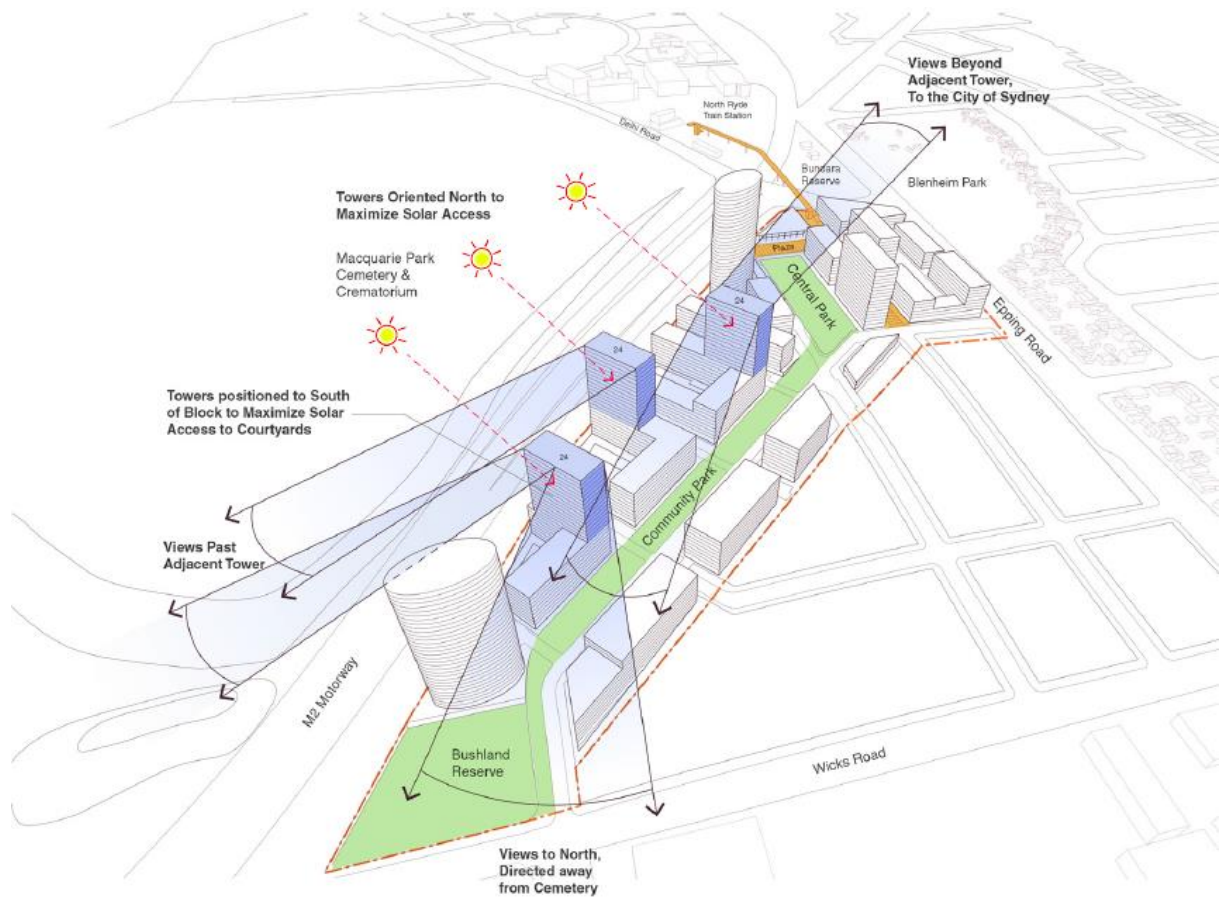 Views Beyond
Adjacent Tower,
To the City of Sydney
North Ryde
Train Station
Delhi Road
Bundara
Reserve
Blenheim Park
Towers Oriented North to
Maximize Solar Access
Macquarie Park
Cemetery &
Crematorium
Plaza
Central Park
Epping Road
24
24
24
Towers positioned to South
of Block to Maximize Solar
Access to Courtyards
Community Park
Views Past
Adjacent Tower
M2 Motorway
Bushland
Reserve
Wicks Road
Views to North,
Directed away
from Cemetery